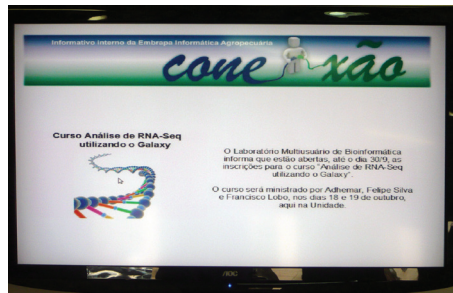 Informativo Interno da Embropa Informática Agropecuária
cone xão
Curso Análise de RNA-Seq
utilizando o Galaxy
O Laboratório Multiusuário de Bioinformática
informa que estão abertas, até o dia 30/9, as
inscrições para o curso "Análise de RNA-Seq
utilizando o Galaxy".
O curso será ministrado por Adhemar, Felipe Silva
e Francisco Lobo, nos dias 18 e 19 de outubro,
aqui na Unidade.
AOC